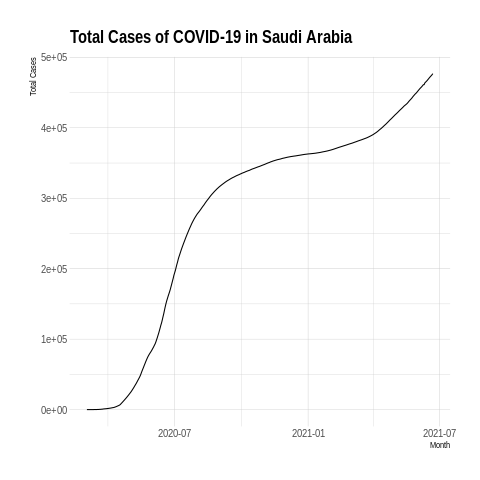 Total Cases of COVID-19 in Saudi Arabia
Total Cases
5e+05
4e+05
3e+05
2e+05
1e+05
0e+00
2020-07
2021-01
2021-07
Month